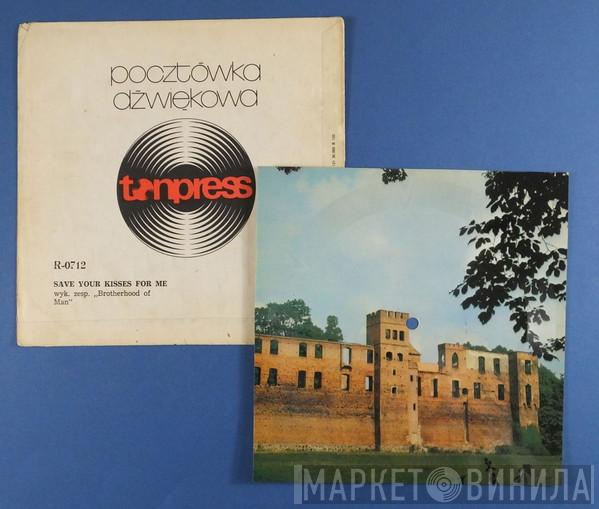 pocztówka
dźwiękowa
tonpress
R-0712
SAVE YOUR KISSES FOR ME
wyk. zesp. „Brotherhood of
Man"
МАРКЕТ ВИНИЛА